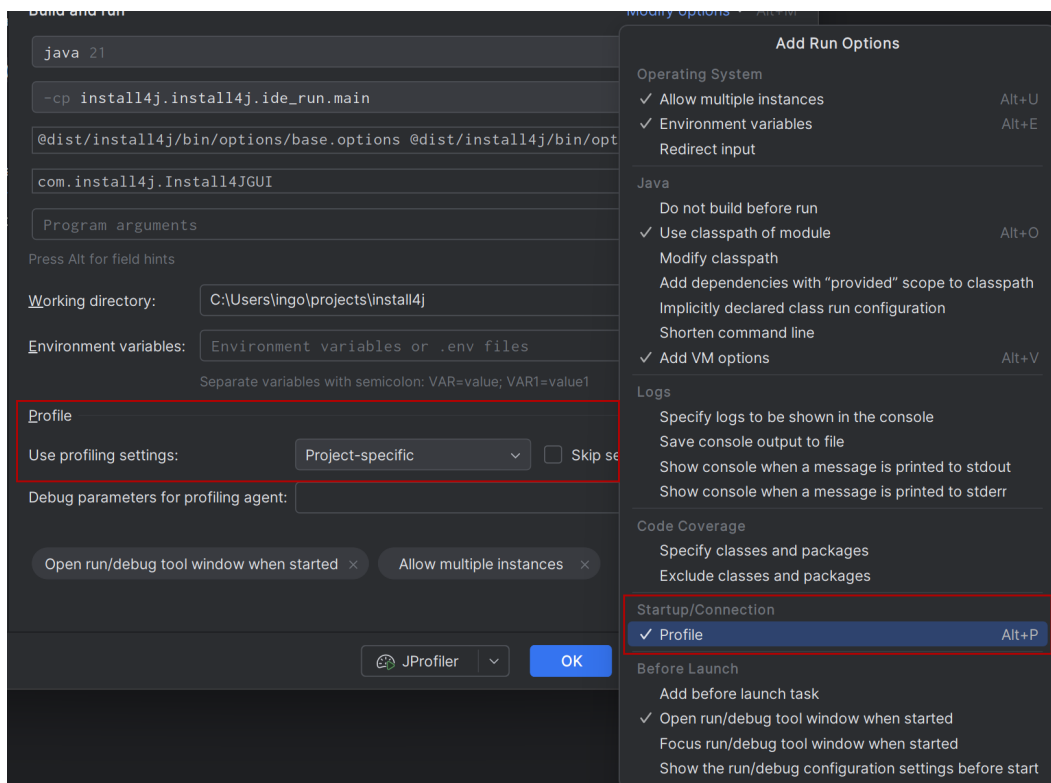 Build and run
Modify options Alt+M
java 21
-cp install4j.install4j.ide_run.main
@dist/install4j/bin/options/base.options @dist/install4j/bin/opt
com.install4j.Install4JGUI
Program arguments
Press Alt for field hints
Working directory: C:\Users\ingo\projects\install4j
Environment variables: Environment variables or .env files
Separate variables with semicolon: VAR=value; VAR1=value1
Profile
Use profiling settings: Project-specific Skip se
Debug parameters for profiling agent:
Open run/debug tool window when started × Allow multiple instances ×
JProfiler OK
Add Run Options
Operating System
✓ Allow multiple instances Alt+U
✓ Environment variables Alt+E
Redirect input
Java
Do not build before run
✓ Use classpath of module Alt+O
Modify classpath
Add dependencies with “provided” scope to classpath
Implicitly declared class run configuration
Shorten command line
✓ Add VM options Alt+V
Logs
Specify logs to be shown in the console
Save console output to file
Show console when a message is printed to stdout
Show console when a message is printed to stderr
Code Coverage
Specify classes and packages
Exclude classes and packages
Startup/Connection
✓ Profile Alt+P
Before Launch
Add before launch task
✓ Open run/debug tool window when started
Focus run/debug tool window when started
Show the run/debug configuration settings before start